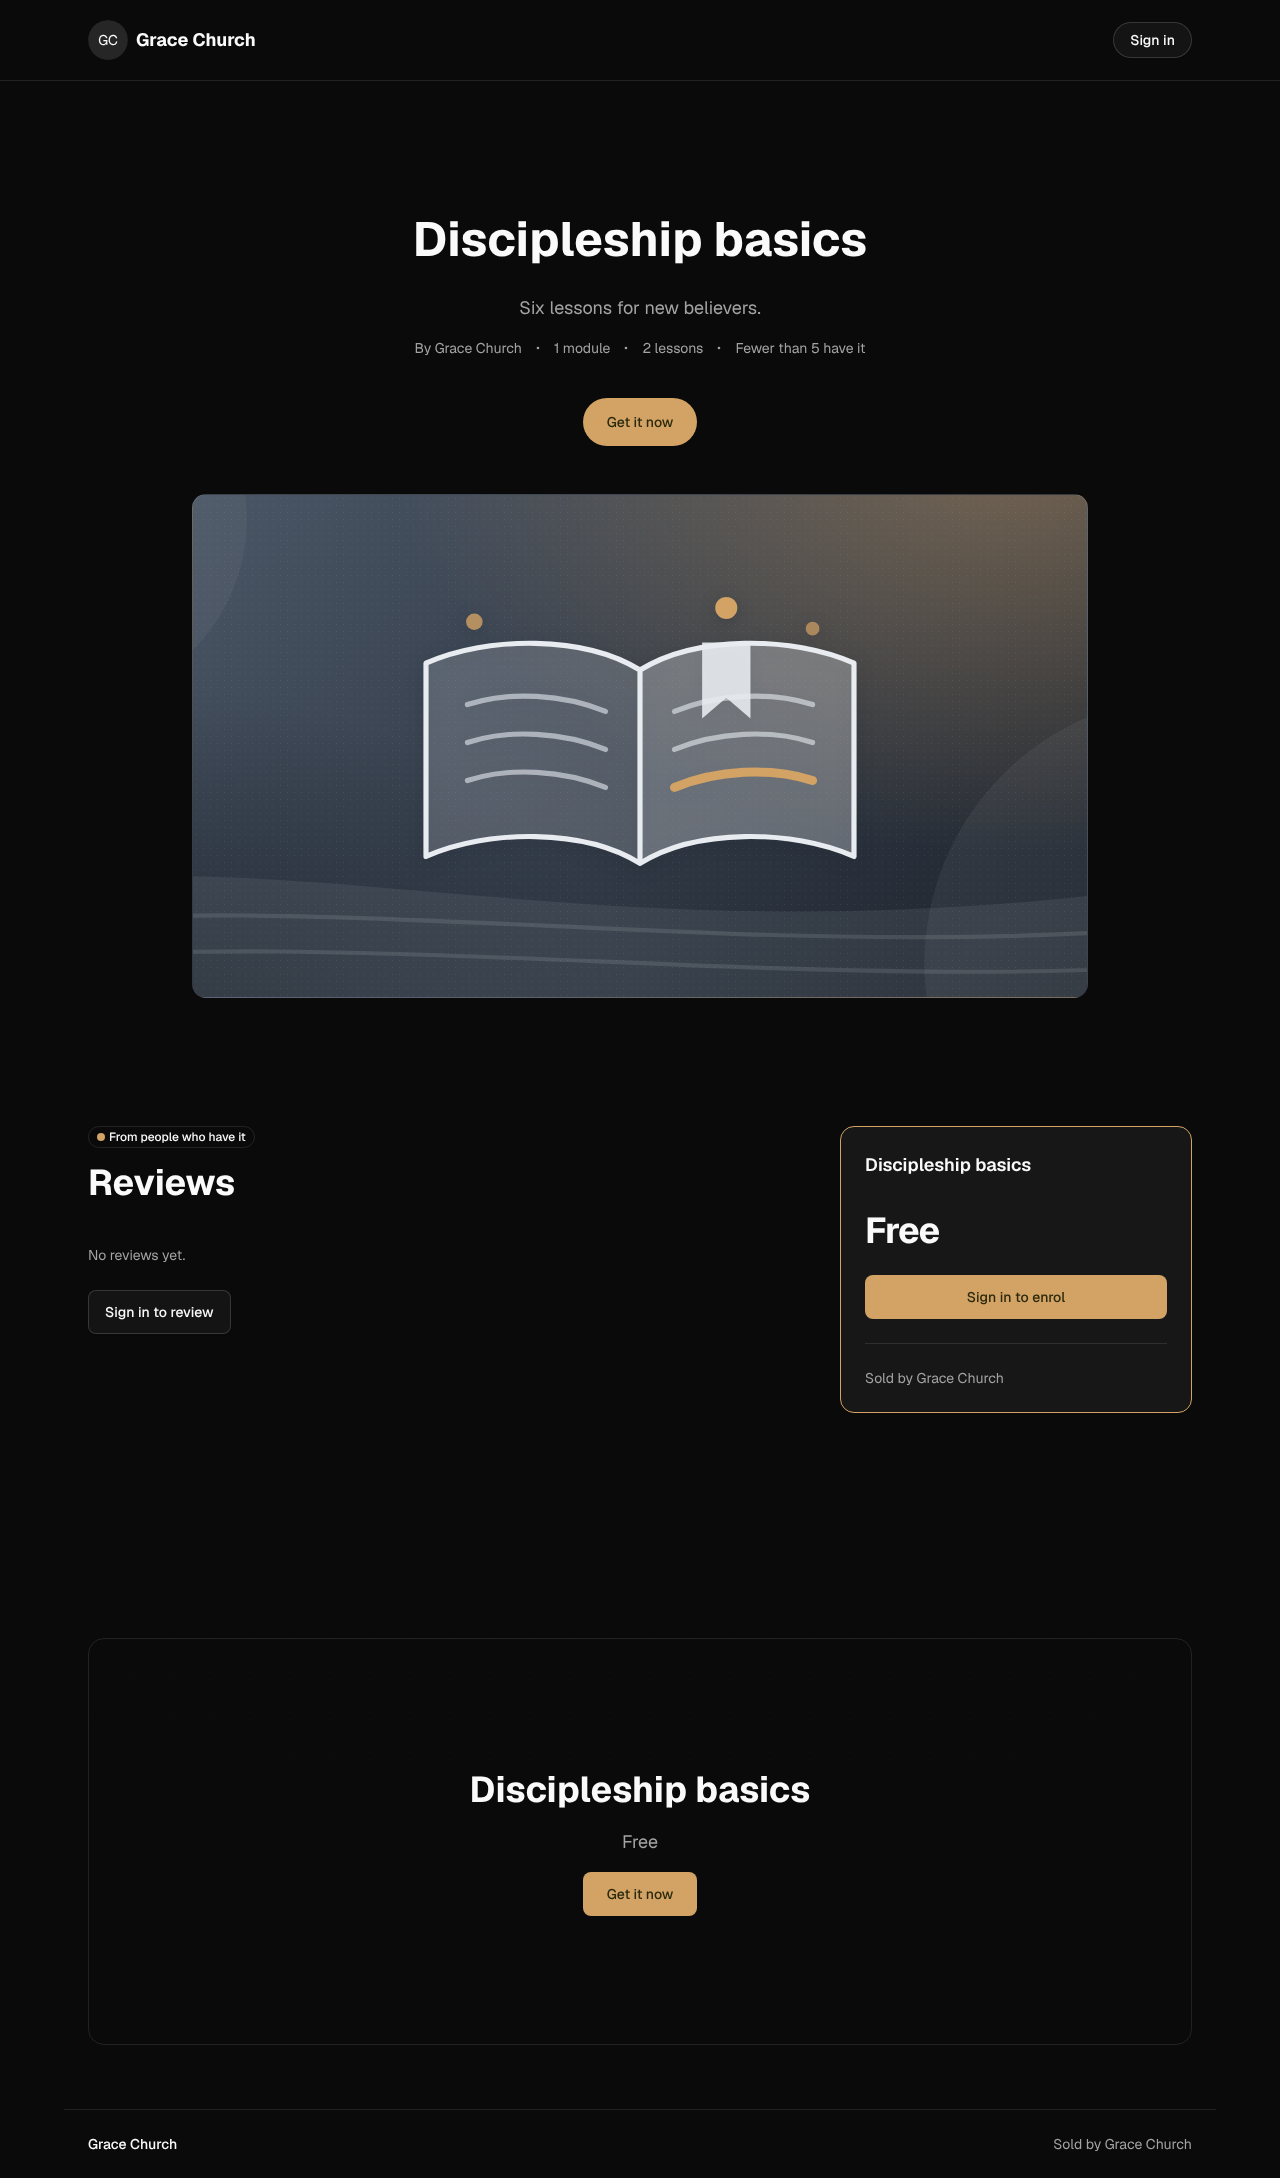 GC Grace Church
Sign in
Discipleship basics
Six lessons for new believers.
By Grace Church • 1 module • 2 lessons • Fewer than 5 have it
Get it now
From people who have it
Reviews
No reviews yet.
Sign in to review
Discipleship basics
Free
Sign in to enrol
Sold by Grace Church
Discipleship basics
Free
Get it now
Grace Church
Sold by Grace Church